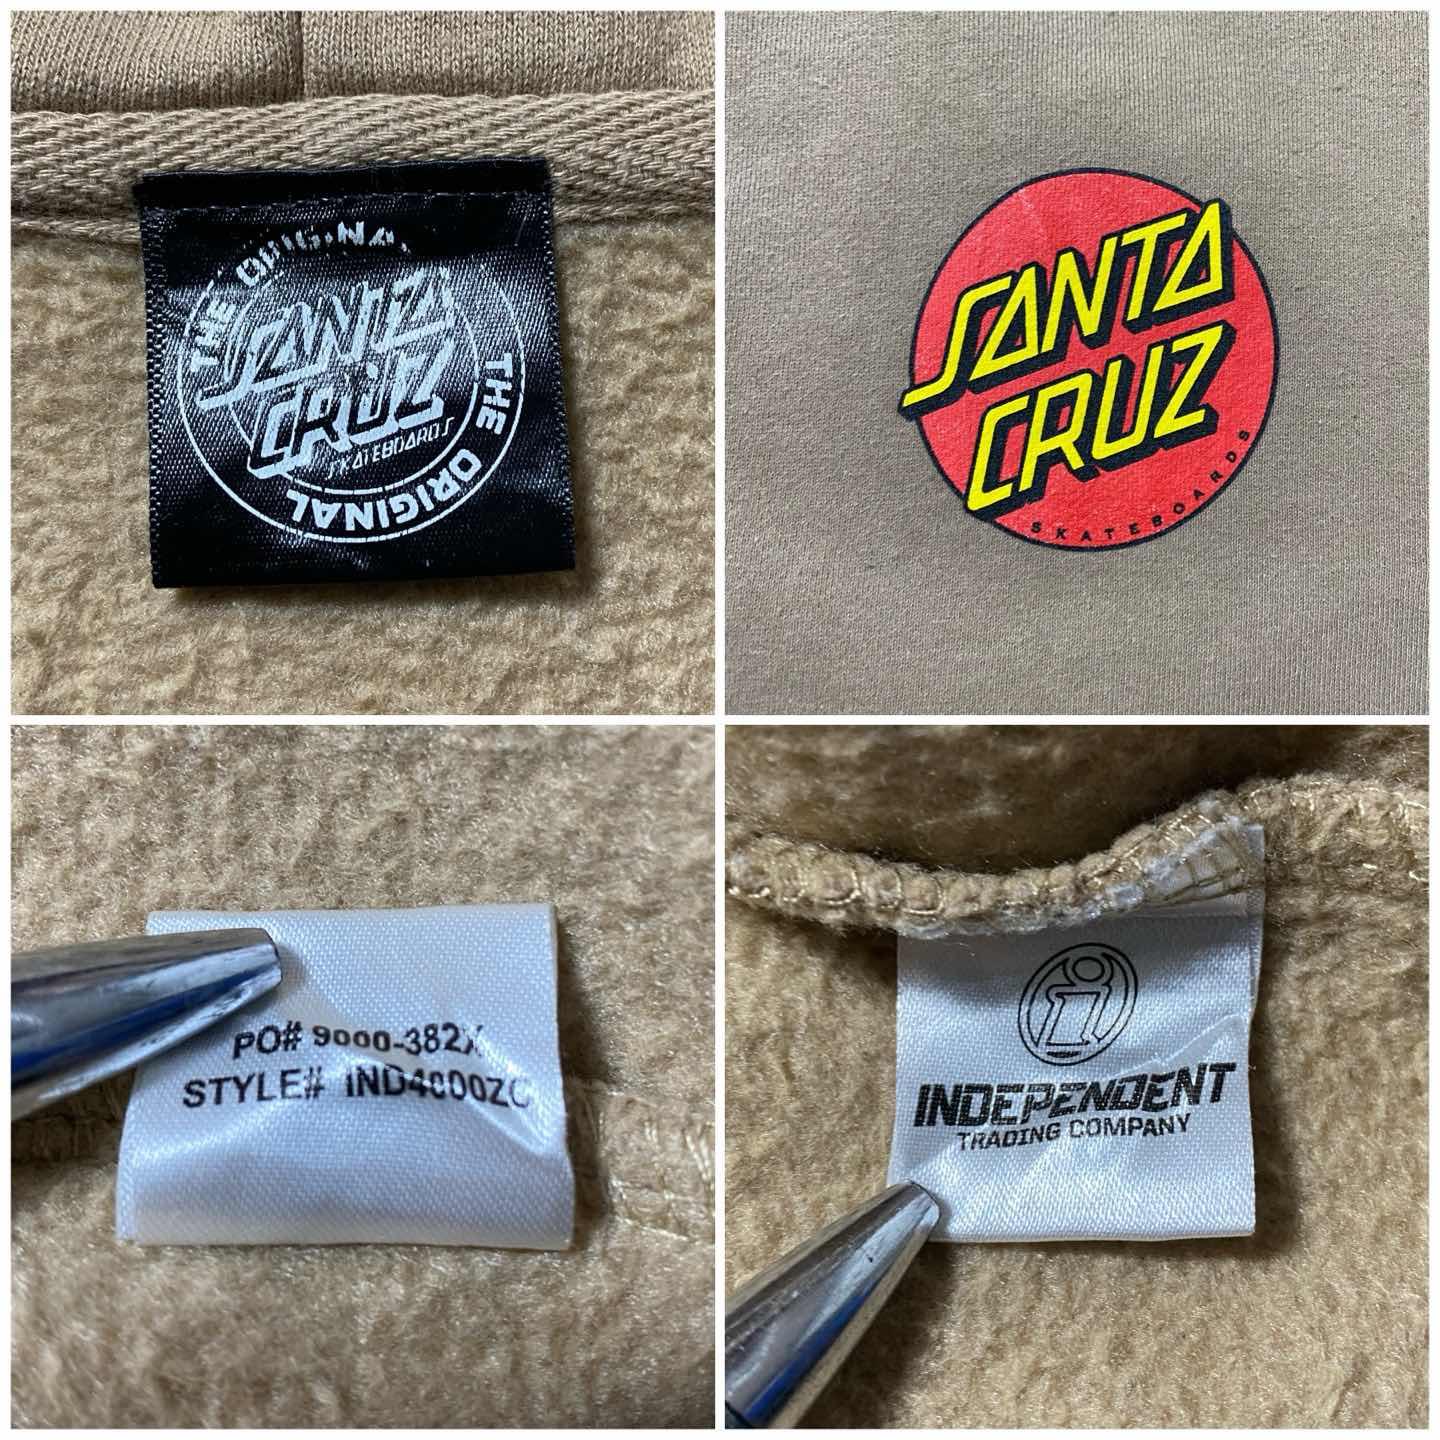 THE ORIGINAL
SANTA
CRUZ
SKATEBOARDS
THE ORIGINAL
SANTA
CRUZ
SKATEBOARDS
PO# 9000-382X
STYLE# IND4000ZC
INDEPENDENT
TRADING COMPANY